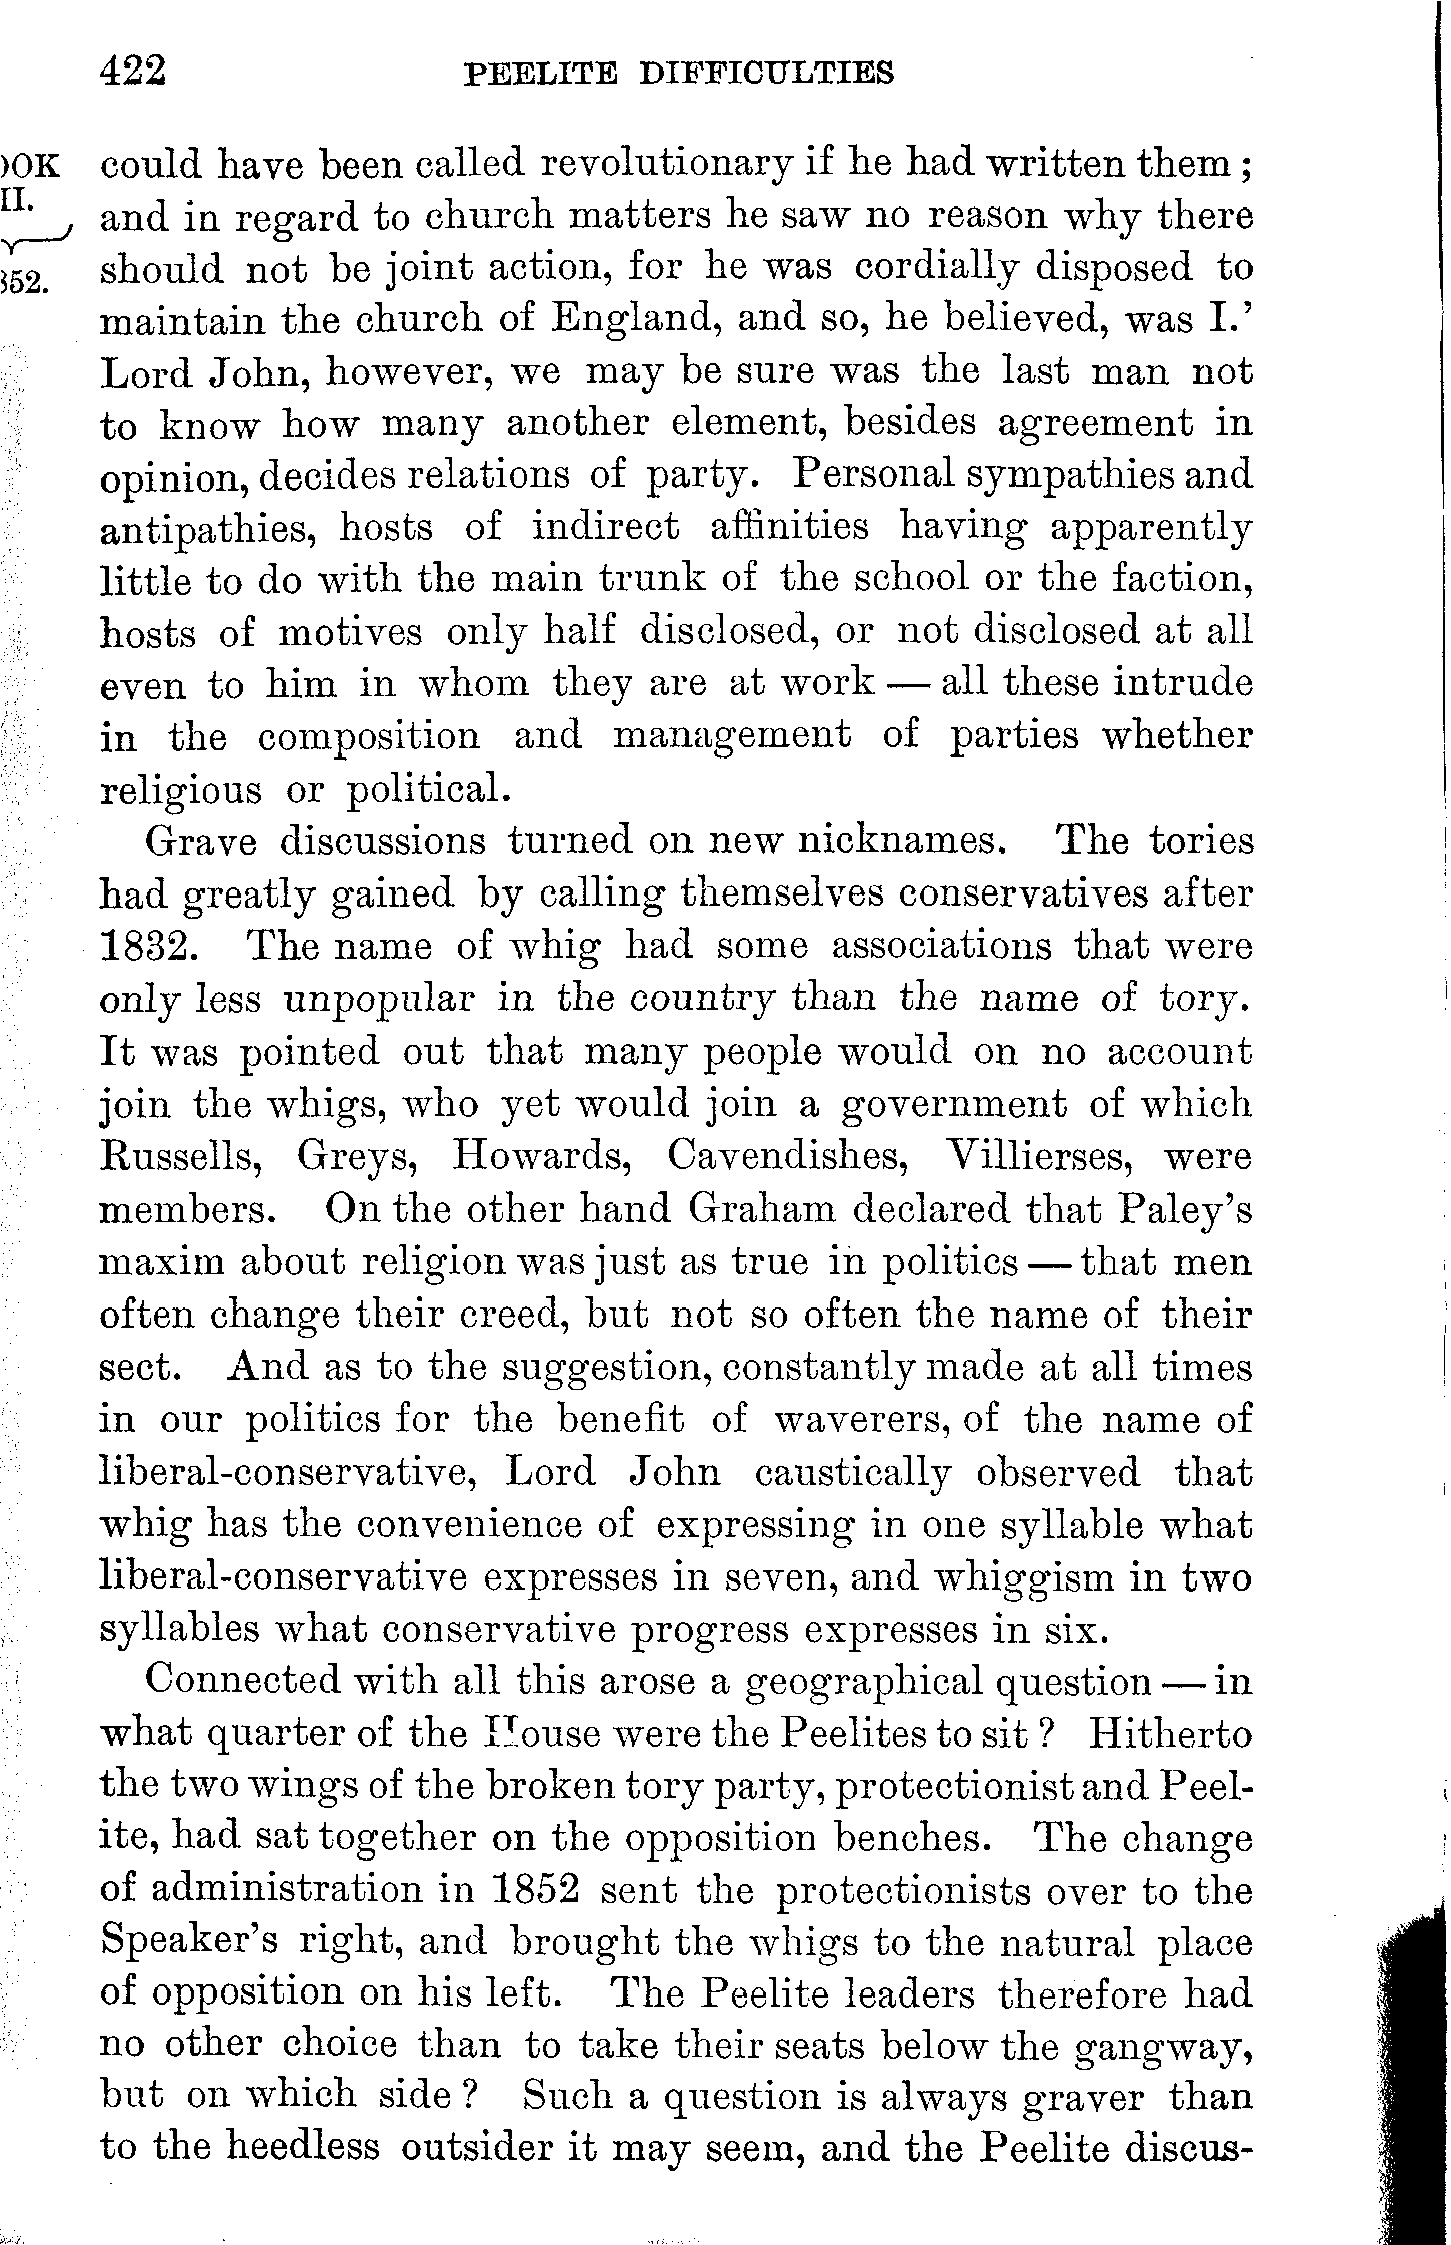 422 PEELITE DIFFICULTIES
OOK could have been called revolutionary if he had written them ;
II. and in regard to church matters he saw no reason why there
852. should not be joint action, for he was cordially disposed to
maintain the church of England, and so, he believed, was I.'
Lord John, however, we may be sure was the last man not
to know how many another element, besides agreement in
opinion, decides relations of party. Personal sympathies and
antipathies, hosts of indirect affinities having apparently
little to do with the main trunk of the school or the faction,
hosts of motives only half disclosed, or not disclosed at all
even to him in whom they are at work — all these intrude
in the composition and management of parties whether
religious or political.
Grave discussions turned on new nicknames. The tories
had greatly gained by calling themselves conservatives after
1832. The name of whig had some associations that were
only less unpopular in the country than the name of tory.
It was pointed out that many people would on no account
join the whigs, who yet would join a government of which
Russells, Greys, Howards, Cavendishes, Villierses, were
members. On the other hand Graham declared that Paley's
maxim about religion was just as true in politics — that men
often change their creed, but not so often the name of their
sect. And as to the suggestion, constantly made at all times
in our politics for the benefit of waverers, of the name of
liberal-conservative, Lord John caustically observed that
whig has the convenience of expressing in one syllable what
liberal-conservative expresses in seven, and whiggism in two
syllables what conservative progress expresses in six.
Connected with all this arose a geographical question — in
what quarter of the House were the Peelites to sit ? Hitherto
the two wings of the broken tory party, protectionist and Peel-
ite, had sat together on the opposition benches. The change
of administration in 1852 sent the protectionists over to the
Speaker's right, and brought the whigs to the natural place
of opposition on his left. The Peelite leaders therefore had
no other choice than to take their seats below the gangway,
but on which side ? Such a question is always graver than
to the heedless outsider it may seem, and the Peelite discus-